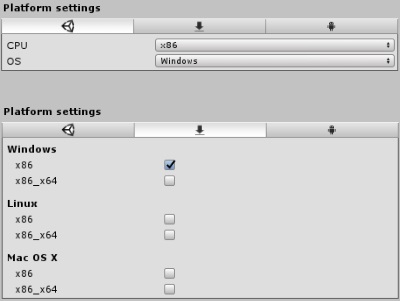 Platform settings
CPU x86
OS Windows
Platform settings
Windows
x86
x86_x64
Linux
x86
x86_x64
Mac OS X
x86
x86_x64